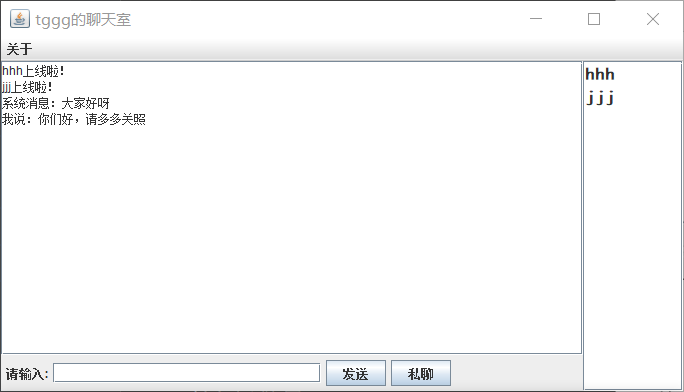 tggg的聊天室
关于
hhh上线啦!
jjj上线啦!
系统消息：大家好呀
我说：你们好，请多多关照
hhh
jjj
请输入:
发送
私聊